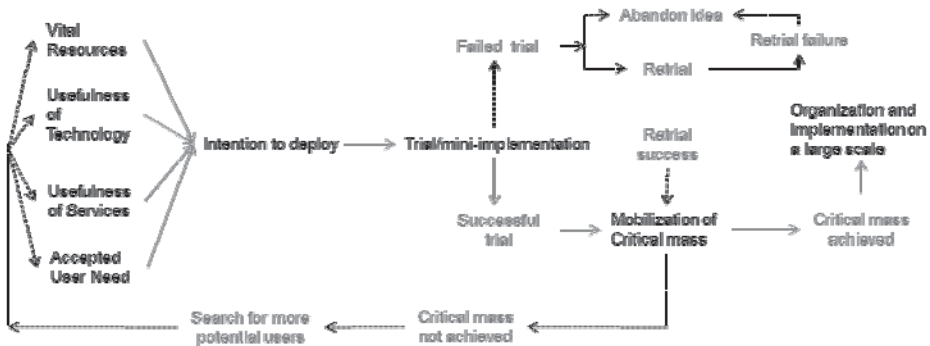 Vital
Resources
Usefulness
of
Technology
Usefulness
of Services
Accepted
User Need
Intention to deploy
Failed trial
Trial/mini-implementation
Successful
trial
Abandon idea
Retrial
Retrial failure
Retrial
success
Mobilization of
Critical mass
Organization and
Implementation on
a large scale
Critical mass
achieved
Critical mass
not achieved
Search for more
potential users